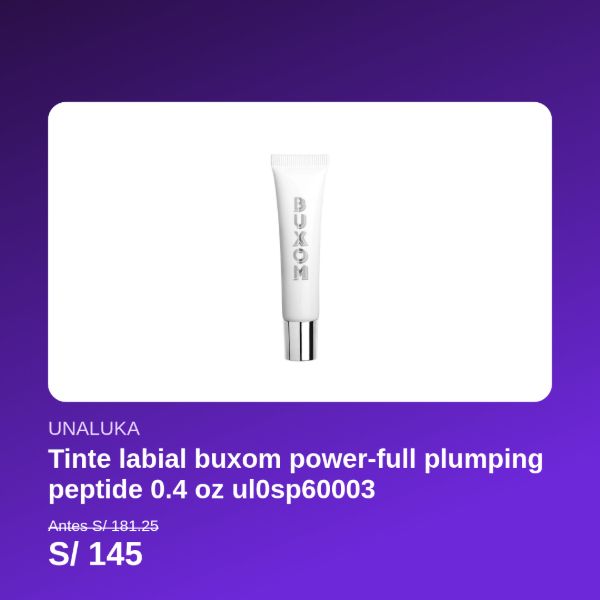 BUXOM
UNALUKA
Tinte labial buxom power-full plumping
peptide 0.4 oz ul0sp60003
Antes S/ 181.25
S/ 145